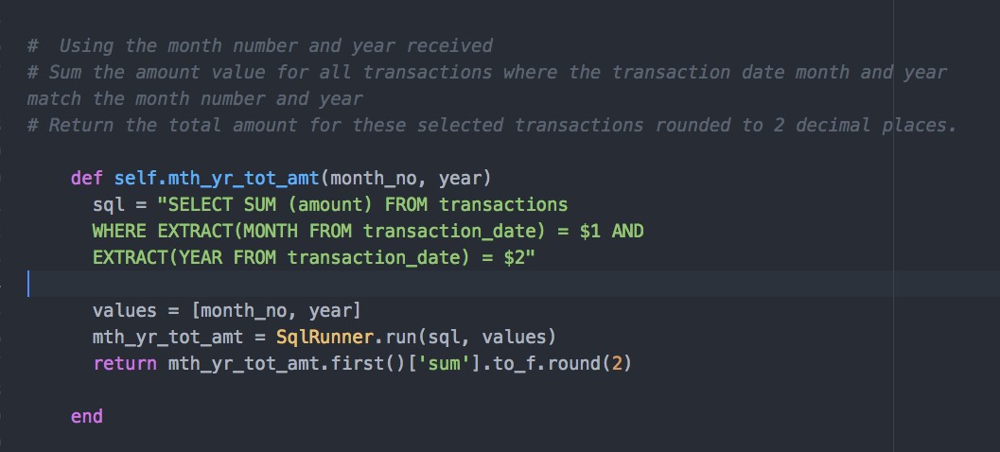 #  Using the month number and year received
# Sum the amount value for all transactions where the transaction date month and year
match the month number and year
# Return the total amount for these selected transactions rounded to 2 decimal places.
def self.mth_yr_tot_amt(month_no, year)
sql = "SELECT SUM (amount) FROM transactions
WHERE EXTRACT(MONTH FROM transaction_date) = $1 AND
EXTRACT(YEAR FROM transaction_date) = $2"
values = [month_no, year]
mth_yr_tot_amt = SqlRunner.run(sql, values)
return mth_yr_tot_amt.first()['sum'].to_f.round(2)
end